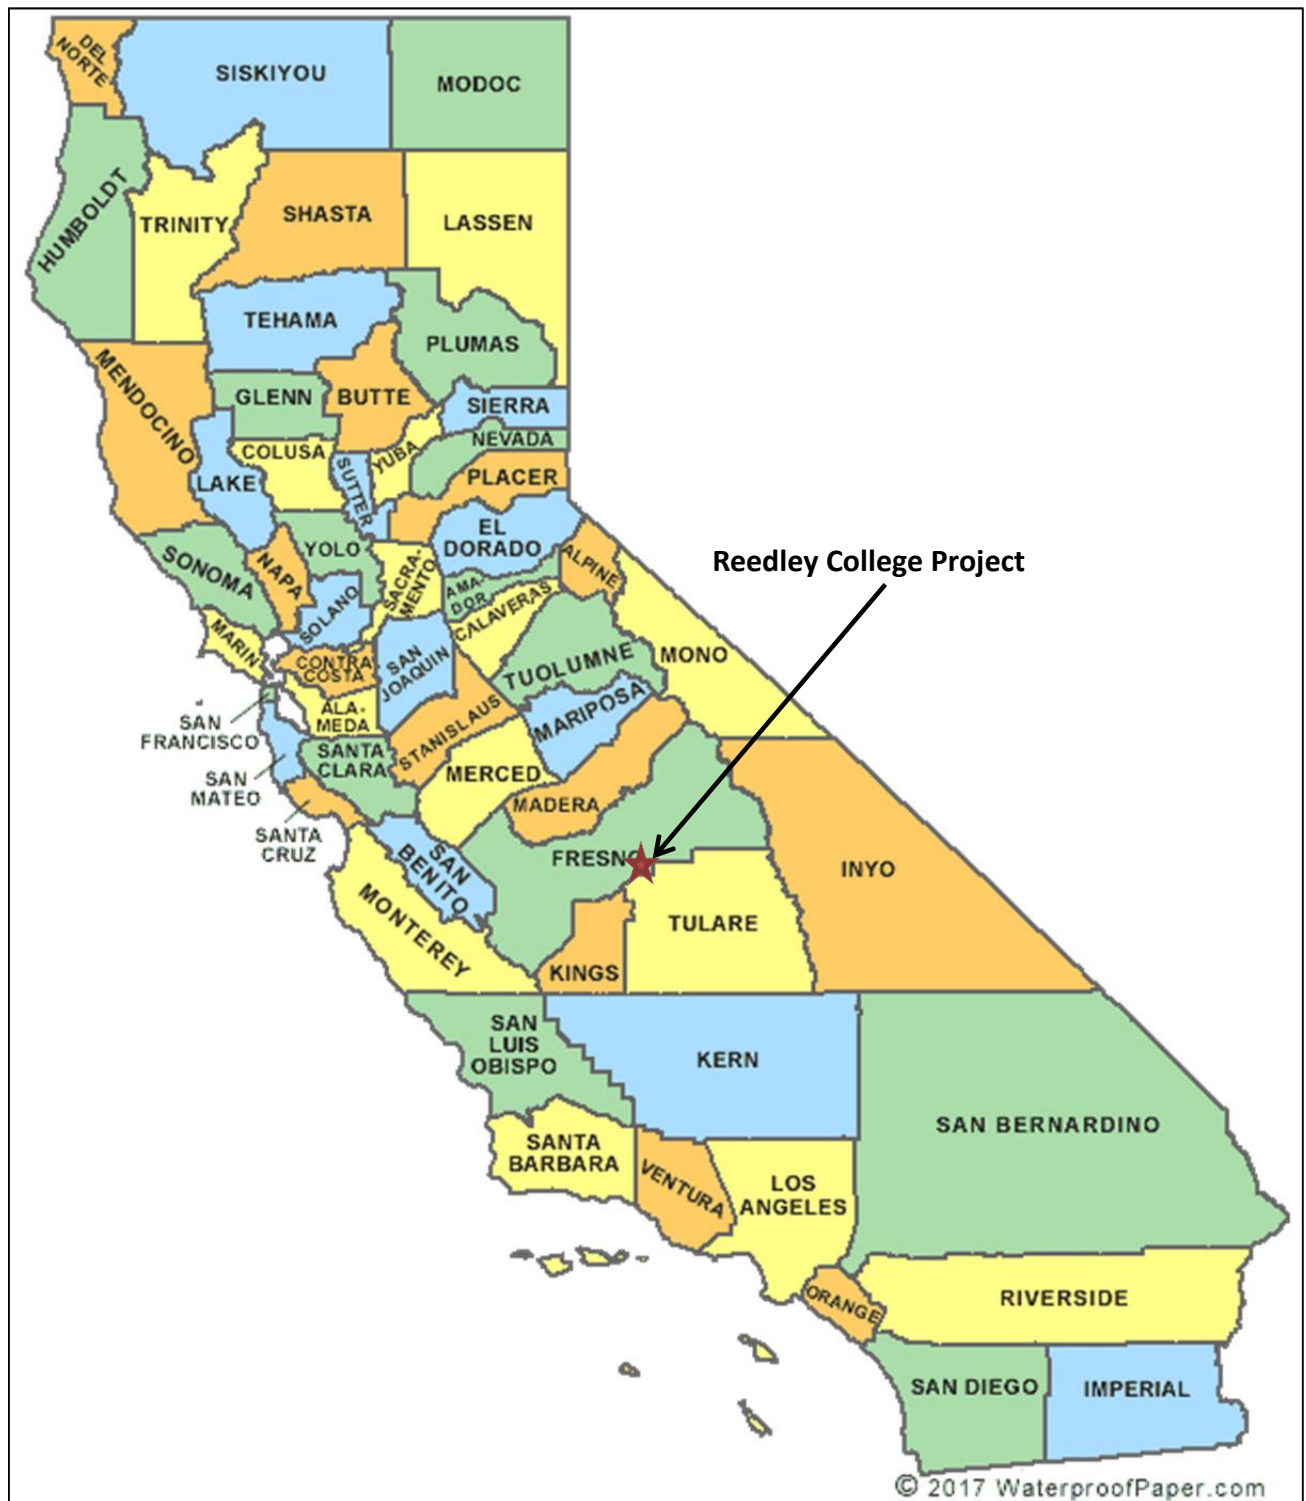 DEL
NORTE
SISKIYOU
MODOC
HUMBOLDT
TRINITY
SHASTA
LASSEN
TEHAMA
PLUMAS
MENDOCINO
GLENN
BUTTE
SIERRA
NEVADA
COLUSA
YUBA
SUTTER
PLACER
LAKE
EL
DORADO
YOLO
SONOMA
NAPA
SACRA-
MENTO
ALPINE
Reedley College Project
AMA-
DOR
SOLANO
CALAVERAS
MARIN
CONTRA
COSTA
SAN
JOAQUIN
TUOLUMNE
MONO
ALA-
MEDA
SAN
FRANCISCO
STANISLAUS
MARIPOSA
SANTA
CLARA
MERCED
SAN
MATEO
MADERA
SANTA
CRUZ
SAN
BENITO
FRESNO
INYO
MONTEREY
TULARE
KINGS
SAN
LUIS
OBISPO
KERN
SAN BERNARDINO
SANTA
BARBARA
VENTURA
LOS
ANGELES
ORANGE
RIVERSIDE
SAN DIEGO
IMPERIAL
© 2017 WaterproofPaper.com